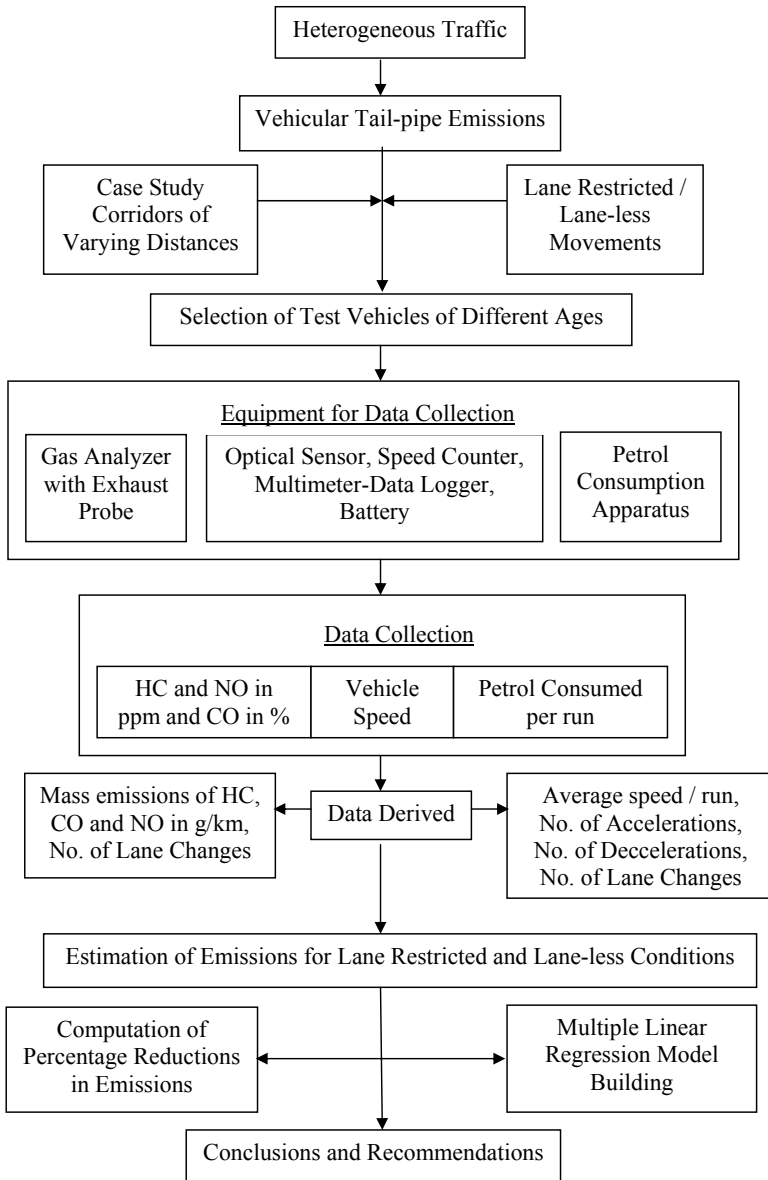 Heterogeneous Traffic
Vehicular Tail-pipe Emissions
Case Study
Corridors of
Varying Distances
Lane Restricted /
Lane-less
Movements
Selection of Test Vehicles of Different Ages
Equipment for Data Collection
Gas Analyzer
with Exhaust
Probe
Optical Sensor, Speed Counter,
Multimeter-Data Logger,
Battery
Petrol
Consumption
Apparatus
Data Collection
HC and NO in
ppm and CO in %
Vehicle
Speed
Petrol Consumed
per run
Mass emissions of HC,
CO and NO in g/km,
No. of Lane Changes
Data Derived
Average speed / run,
No. of Accelerations,
No. of Deccelerations,
No. of Lane Changes
Estimation of Emissions for Lane Restricted and Lane-less Conditions
Computation of
Percentage Reductions
in Emissions
Multiple Linear
Regression Model
Building
Conclusions and Recommendations